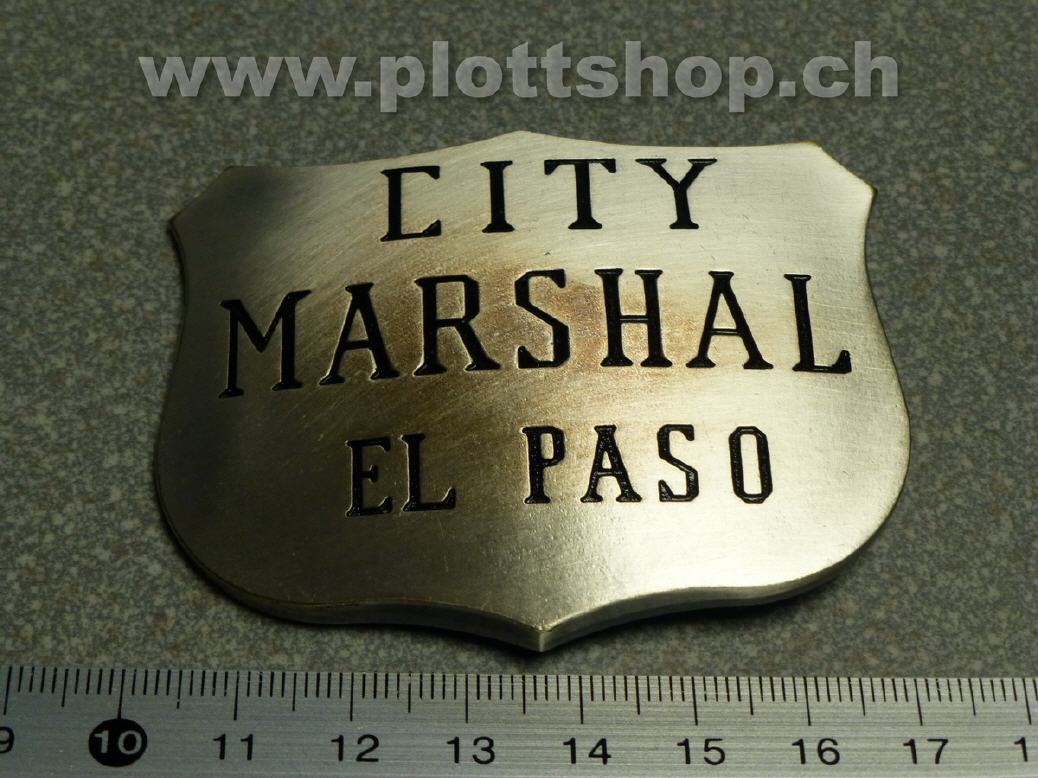 www.plottshop.ch
CITY
MARSHAL
EL PASO
9 10 11 12 13 14 15 16 17